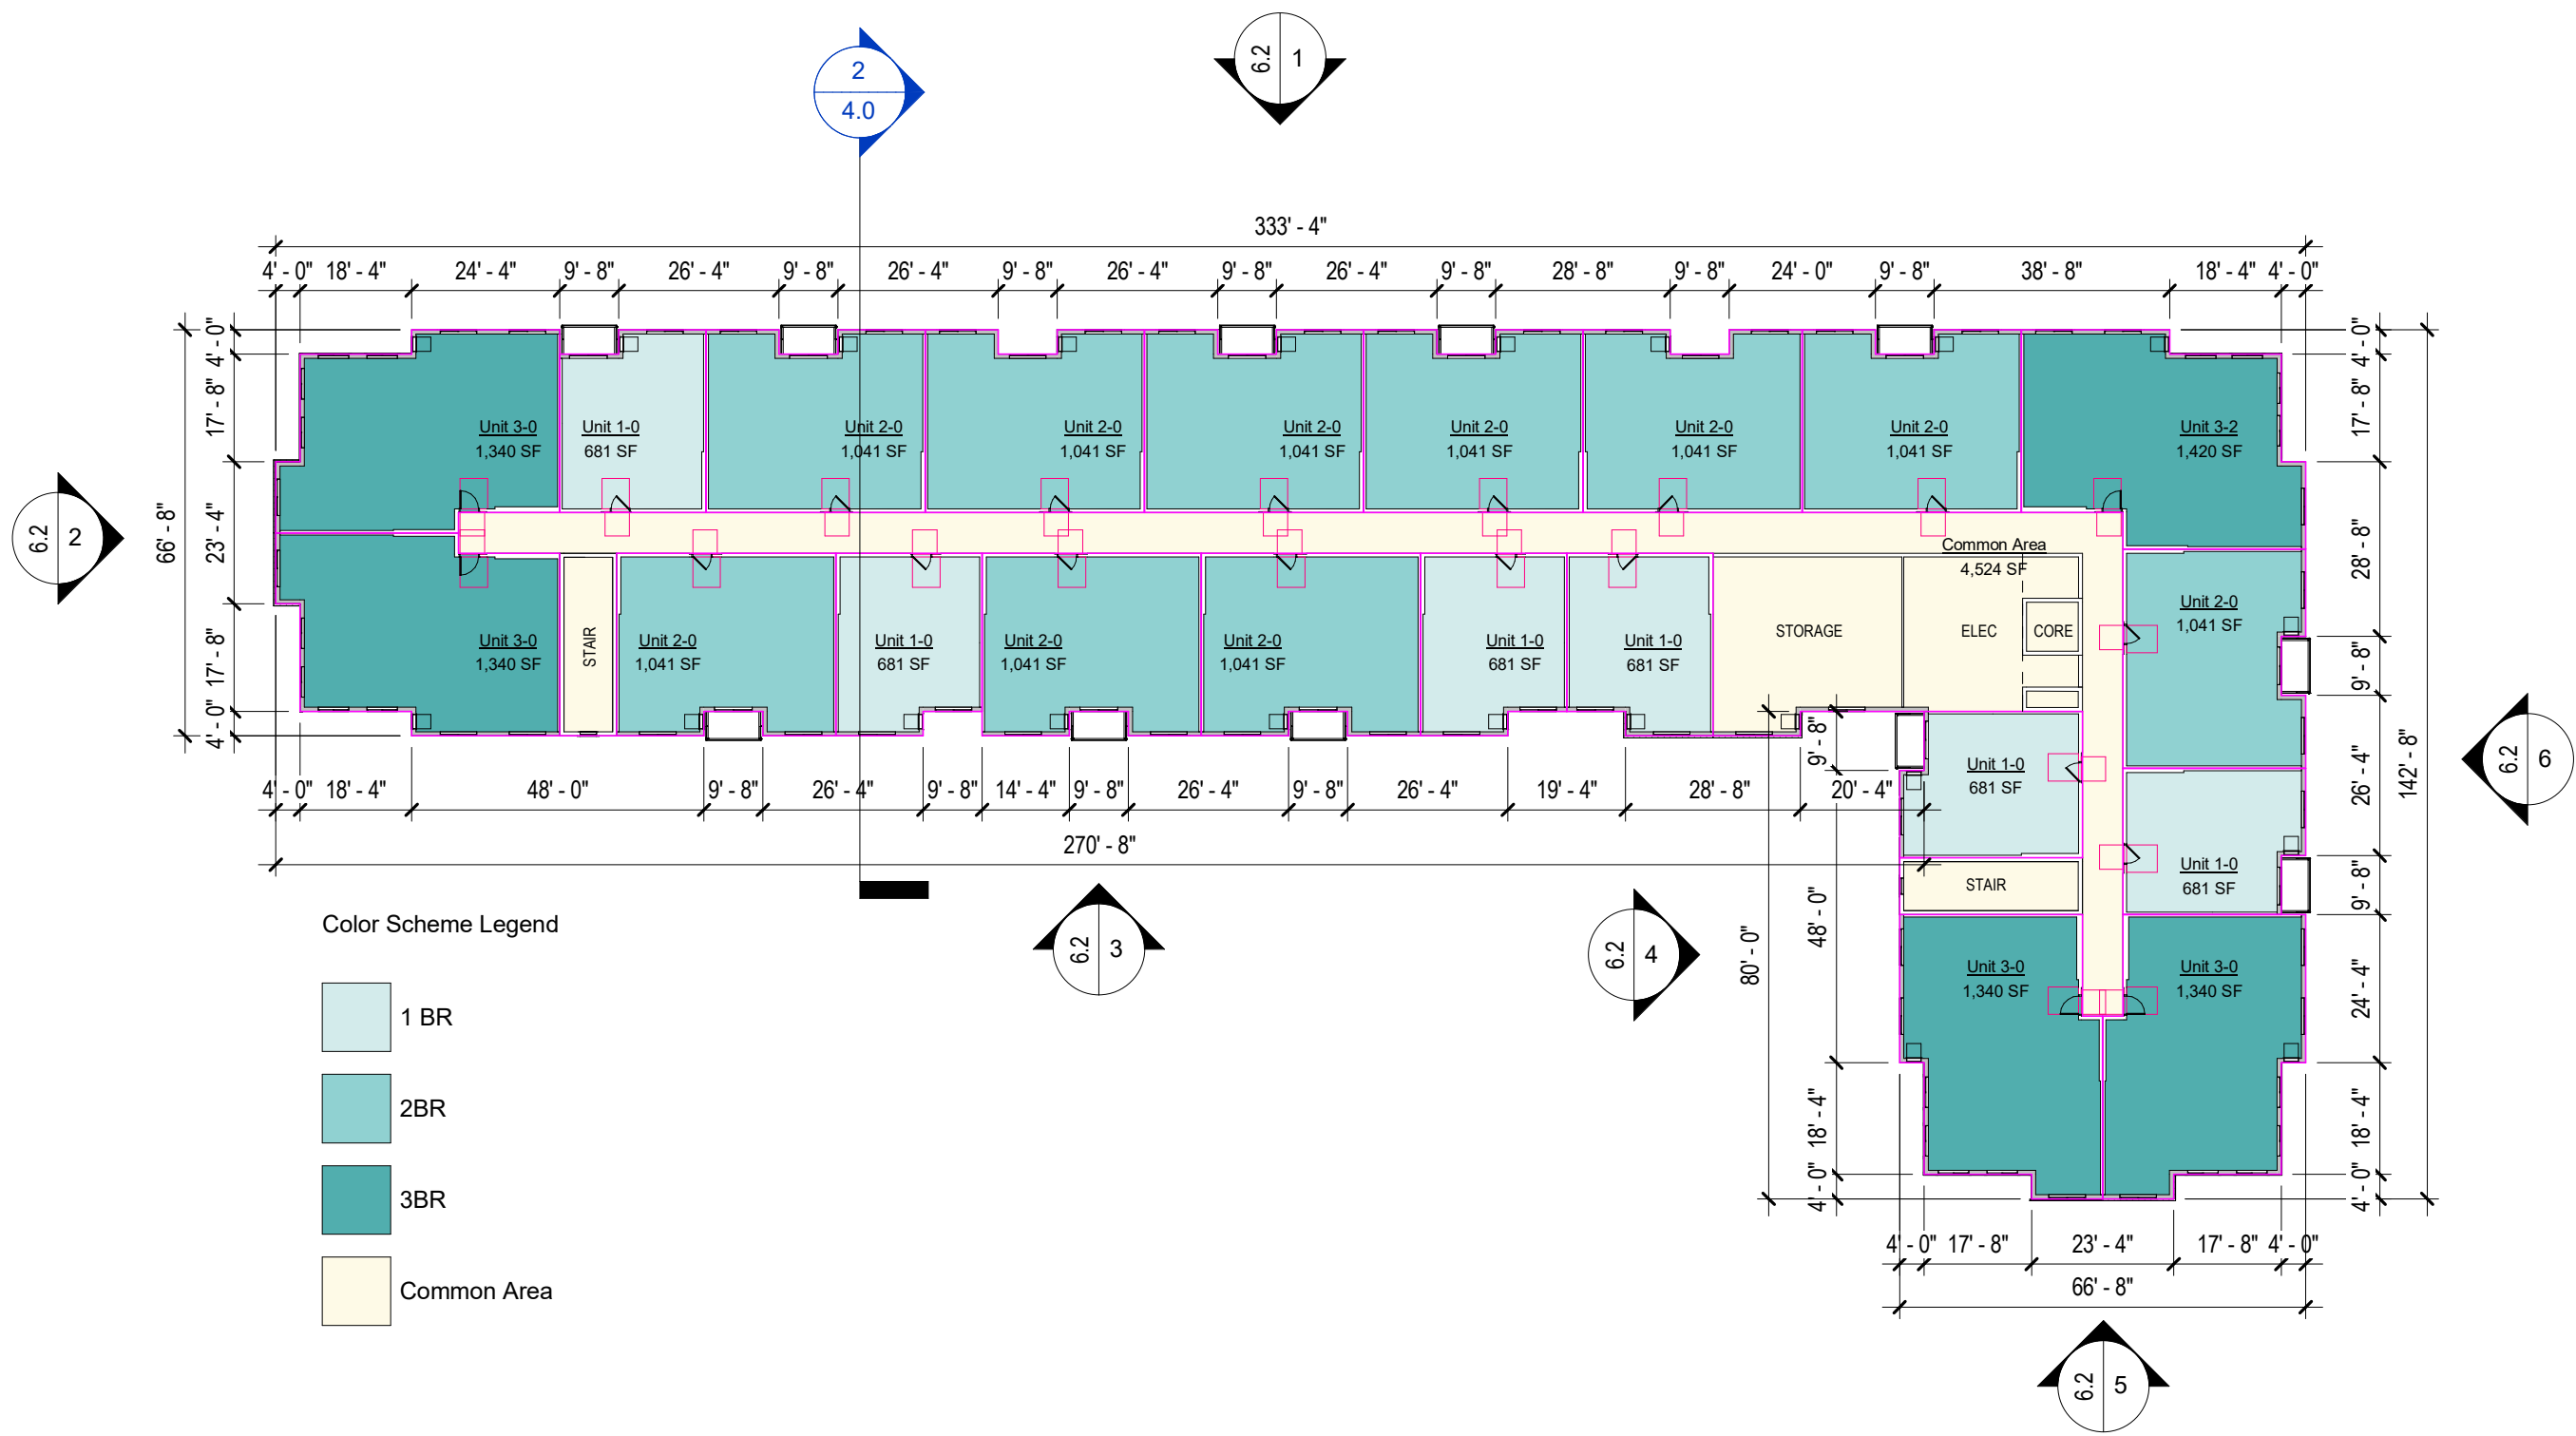 6.2 1
2
4.0
333' - 4"
4' - 0" 18' - 4" 24' - 4" 9' - 8" 26' - 4" 9' - 8" 26' - 4" 9' - 8" 26' - 4" 9' - 8" 26' - 4" 9' - 8" 28' - 8" 9' - 8" 24' - 0" 9' - 8" 38' - 8" 18' - 4" 4' - 0"
66' - 8"
4' - 0"
17' - 8"
23' - 4"
17' - 8"
4' - 0"
6.2 2
Unit 3-0
1,340 SF
Unit 1-0
681 SF
Unit 2-0
1,041 SF
Unit 2-0
1,041 SF
Unit 2-0
1,041 SF
Unit 2-0
1,041 SF
Unit 2-0
1,041 SF
Unit 2-0
1,041 SF
Unit 3-2
1,420 SF
Common Area
4,524 SF
Unit 3-0
1,340 SF
STAIR
Unit 2-0
1,041 SF
Unit 1-0
681 SF
Unit 2-0
1,041 SF
Unit 2-0
1,041 SF
Unit 1-0
681 SF
Unit 1-0
681 SF
STORAGE
ELEC
CORE
Unit 2-0
1,041 SF
Unit 1-0
681 SF
Unit 1-0
681 SF
STAIR
Unit 3-0
1,340 SF
Unit 3-0
1,340 SF
4' - 0"
17' - 8"
28' - 8"
9' - 8"
26' - 4"
9' - 8"
24' - 4"
18' - 4"
4' - 0"
142' - 8"
6.2 6
4' - 0" 18' - 4" 48' - 0" 9' - 8" 26' - 4" 9' - 8" 14' - 4" 9' - 8" 26' - 4" 9' - 8" 26' - 4" 19' - 4" 28' - 8" 20' - 4"
270' - 8"
9' - 8"
48' - 0"
18' - 4"
4' - 0"
80' - 0"
6.2 3
6.2 4
4' - 0" 17' - 8" 23' - 4" 17' - 8" 4' - 0"
66' - 8"
6.2 5
Color Scheme Legend
1 BR
2BR
3BR
Common Area